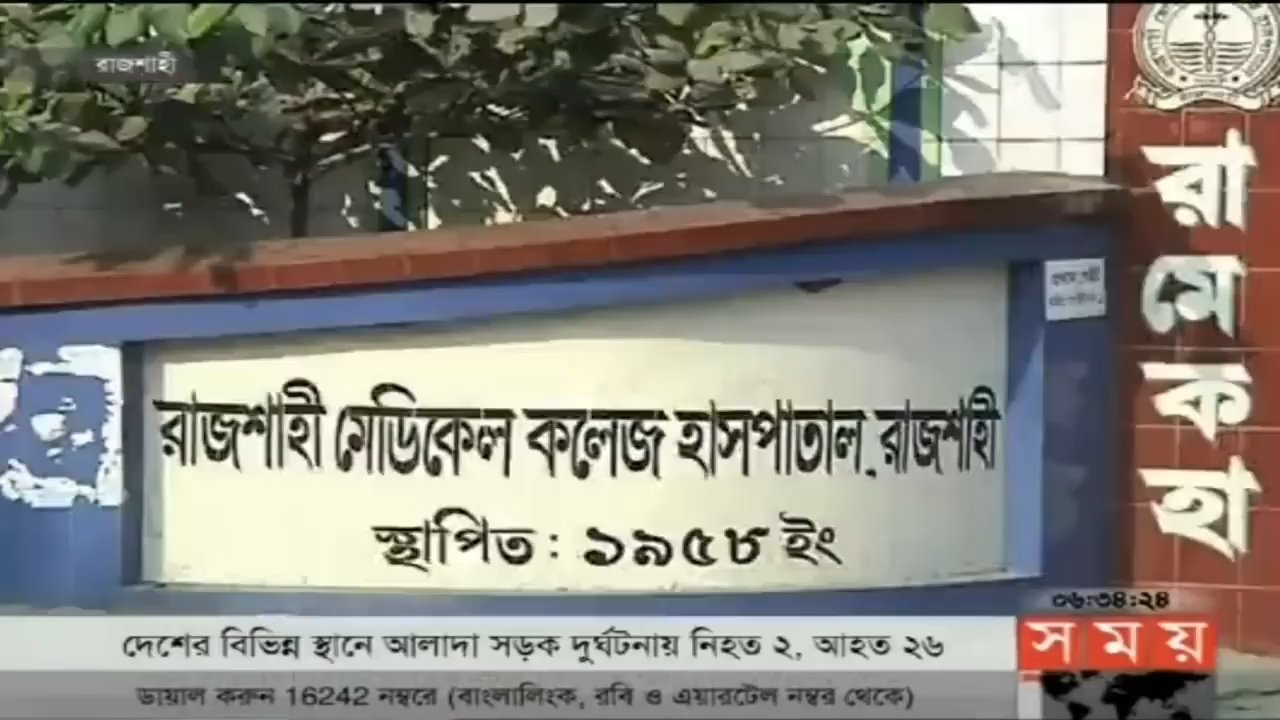 রাজশাহী
রা
মে
ক
হা
রাজশাহী মেডিকেল কলেজ হাসপাতাল, রাজশাহী
স্থাপিত : ১৯৫৮ ইং
০৬:৩৪:২৪
সময়
দেশের বিভিন্ন স্থানে আলাদা সড়ক দুর্ঘটনায় নিহত ২, আহত ২৬
ডায়াল করুন 16242 নম্বরে (বাংলালিংক, রবি ও এয়ারটেল নম্বর থেকে)